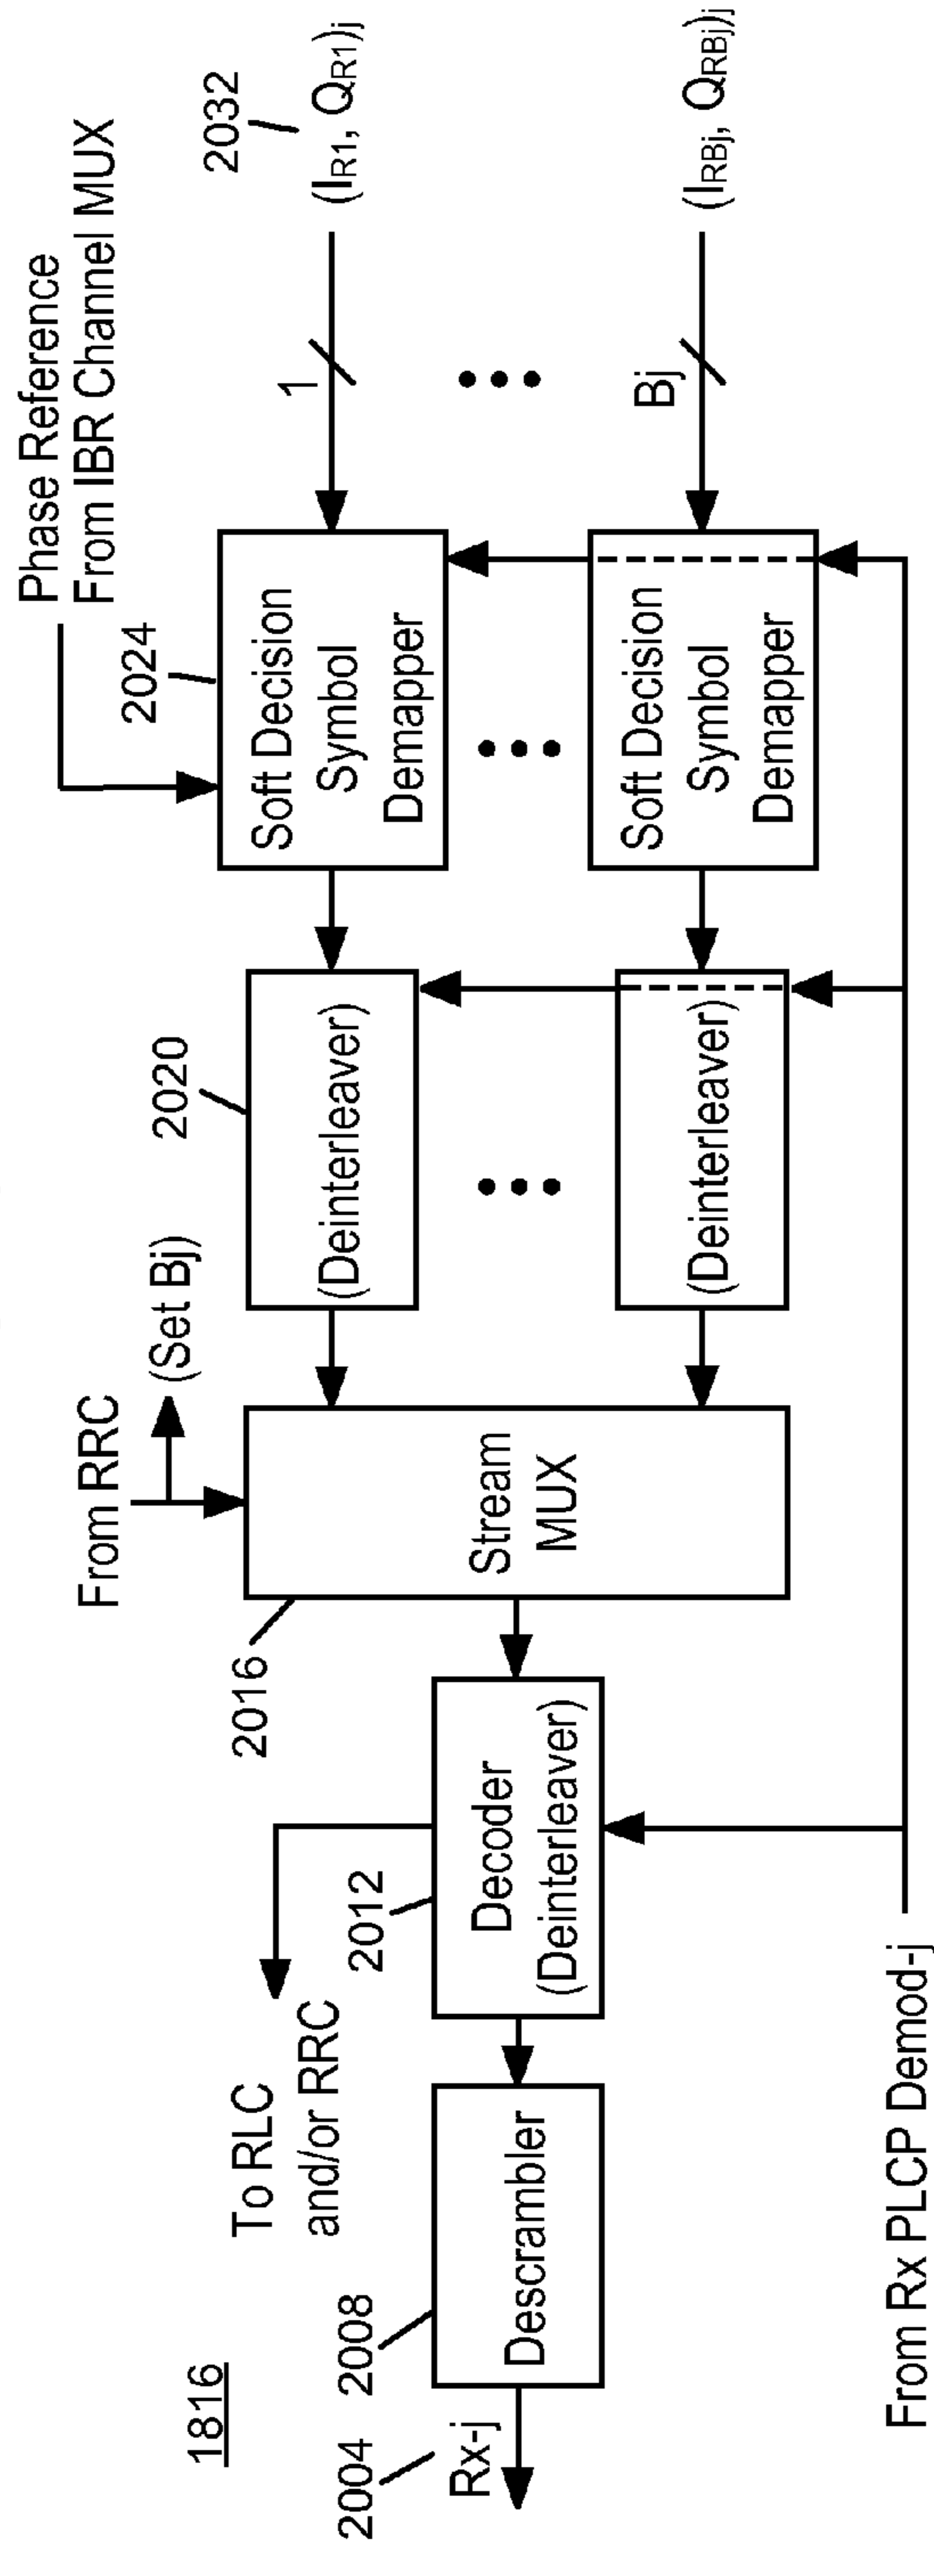 Phase Reference
From IBR Channel MUX
2032
(IR1, QR1)j
1
2024
Soft Decision
Symbol
Demapper
2020
(Deinterleaver)
From RRC
(Set Bj)
Stream
MUX
2016
(IRBj, QRBj)j
Bj
Soft Decision
Symbol
Demapper
(Deinterleaver)
Decoder
(Deinterleaver)
2012
To RLC
and/or RRC
Descrambler
2008
1816
2004
Rx-j
From Rx PLCP Demod-j